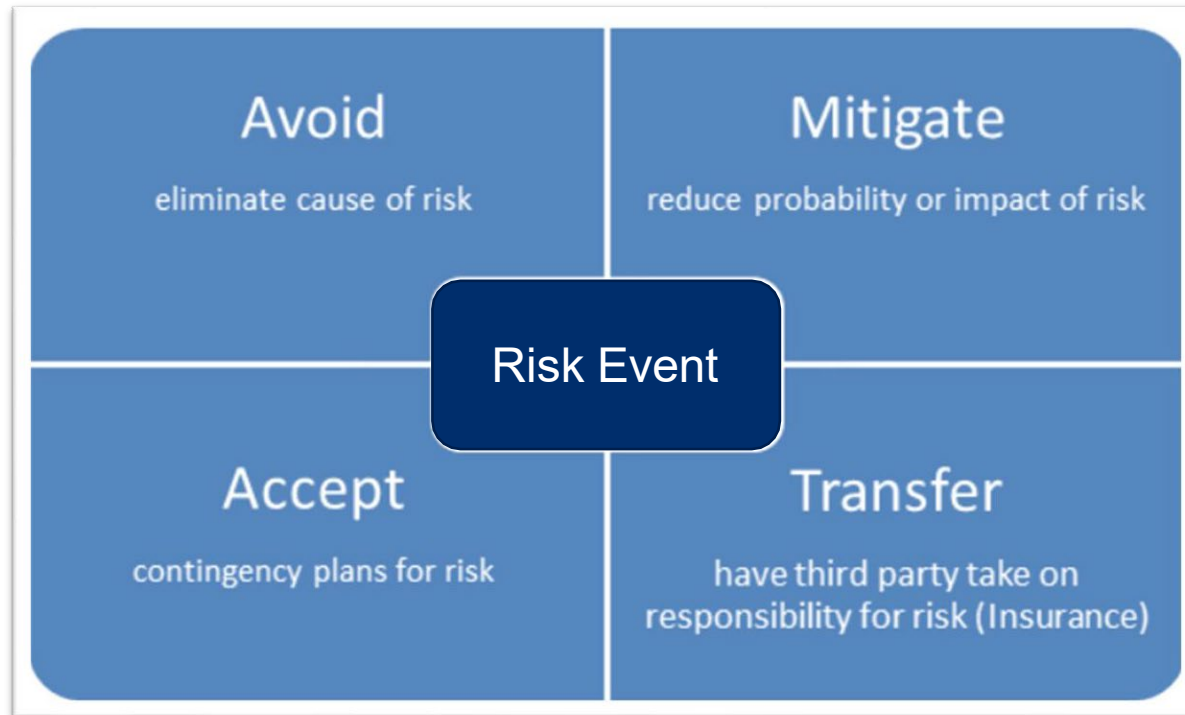 Avoid
eliminate cause of risk
Mitigate
reduce probability or impact of risk
Risk Event
Accept
contingency plans for risk
Transfer
have third party take on
responsibility for risk (Insurance)